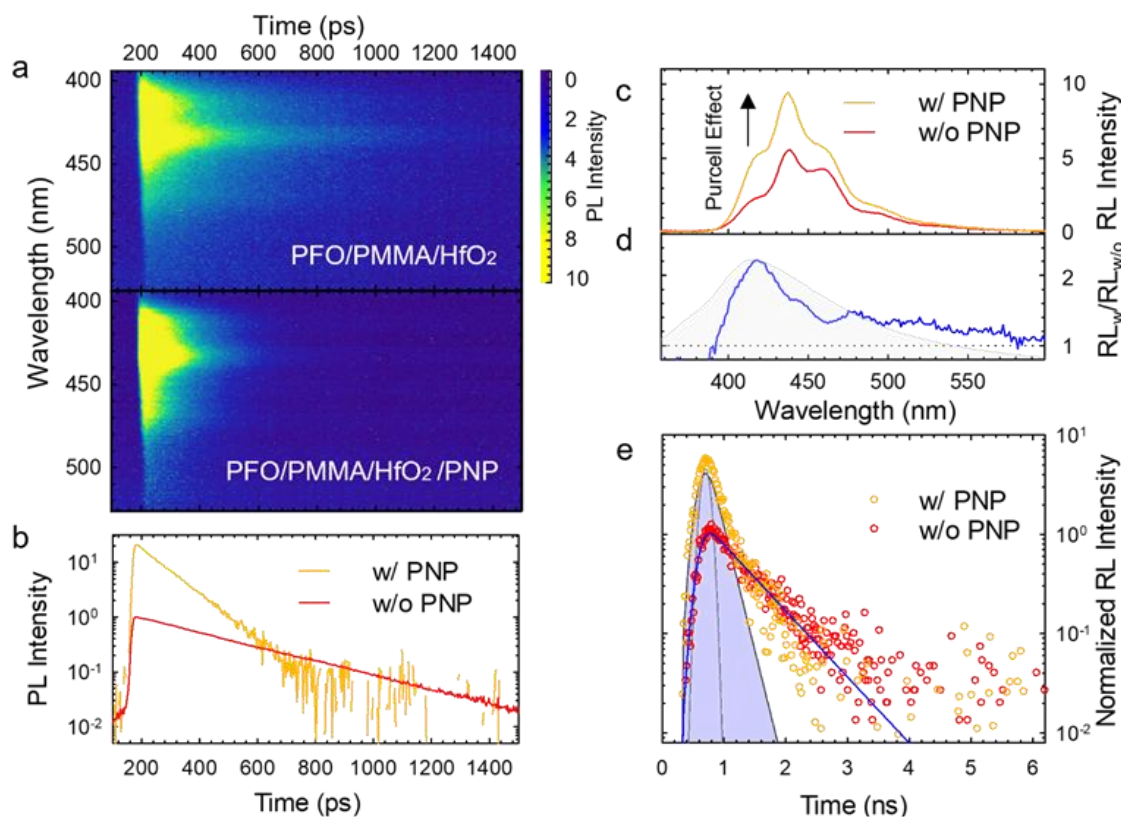 Time (ps)
200 400 600 800 1000 1200 1400
a
400
450
500
Wavelength (nm)
PFO/PMMA/HfO₂
0
2
4
6
8
10
PL Intensity
400
450
500
PFO/PMMA/HfO₂ /PNP
b
10¹
10⁰
10⁻¹
10⁻²
PL Intensity
w/ PNP
w/o PNP
200 400 600 800 1000 1200 1400
Time (ps)
c
Purcell Effect
w/ PNP
w/o PNP
10
5
0
RL Intensity
d
2
1
RLw/RLw/o
400 450 500 550
Wavelength (nm)
e
w/ PNP
w/o PNP
10¹
10⁰
10⁻¹
10⁻²
Normalized RL Intensity
0 1 2 3 4 5 6
Time (ns)